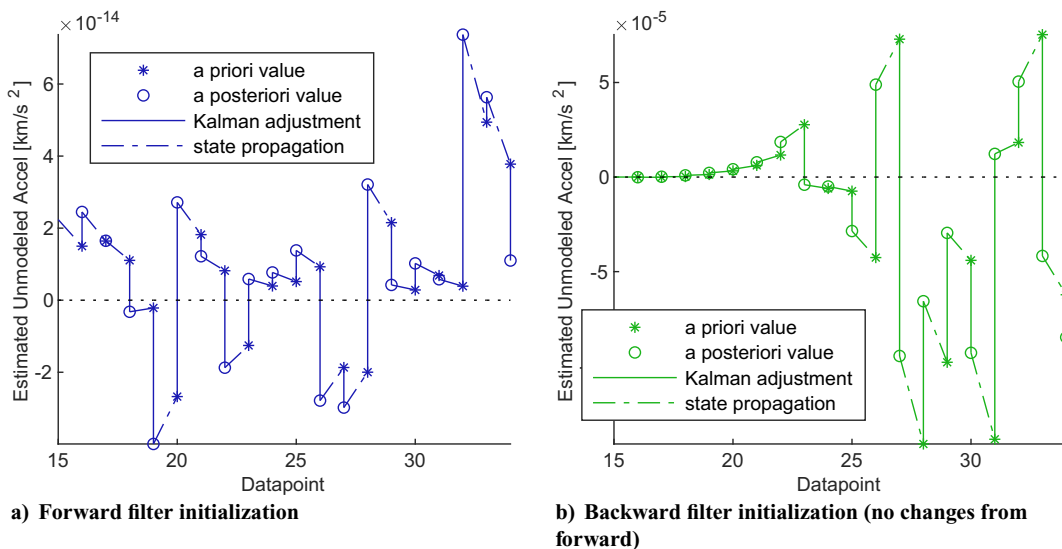 ×10⁻¹⁴
Estimated Unmodeled Accel [km/s ²]
6
4
2
0
-2
a priori value
a posteriori value
Kalman adjustment
state propagation
15 20 25 30
Datapoint
a) Forward filter initialization
×10⁻⁵
Estimated Unmodeled Accel [km/s ²]
5
0
-5
a priori value
a posteriori value
Kalman adjustment
state propagation
15 20 25 30
Datapoint
b) Backward filter initialization (no changes from
forward)